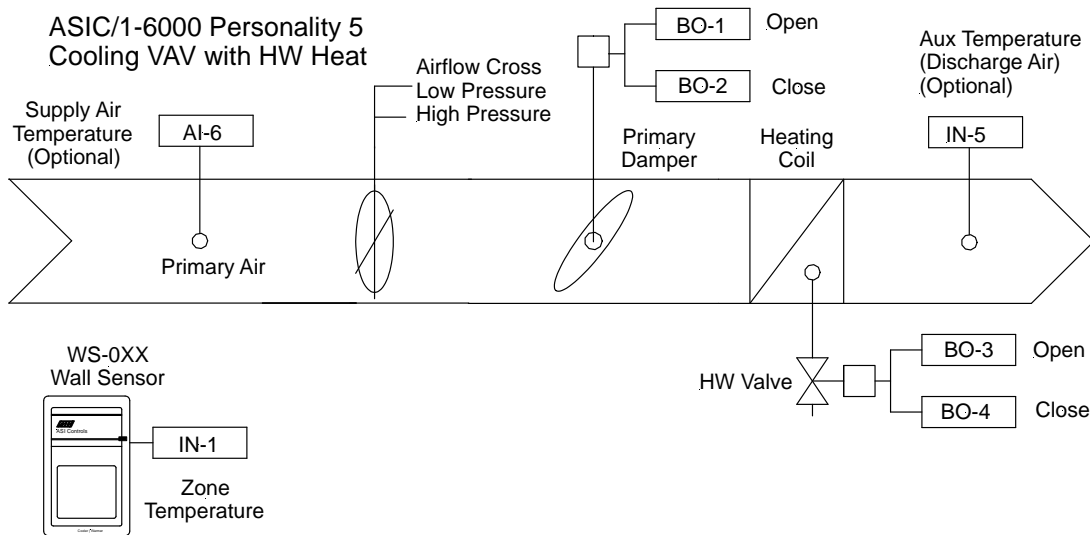 ASIC/1-6000 Personality 5
Cooling VAV with HW Heat
BO-1
Open
BO-2
Close
Airflow Cross
Low Pressure
High Pressure
Aux Temperature
(Discharge Air)
(Optional)
Supply Air
Temperature
(Optional)
AI-6
Primary
Damper
Heating
Coil
IN-5
Primary Air
WS-0XX
Wall Sensor
ASI Controls
IN-1
Zone
Temperature
HW Valve
BO-3
Open
BO-4
Close